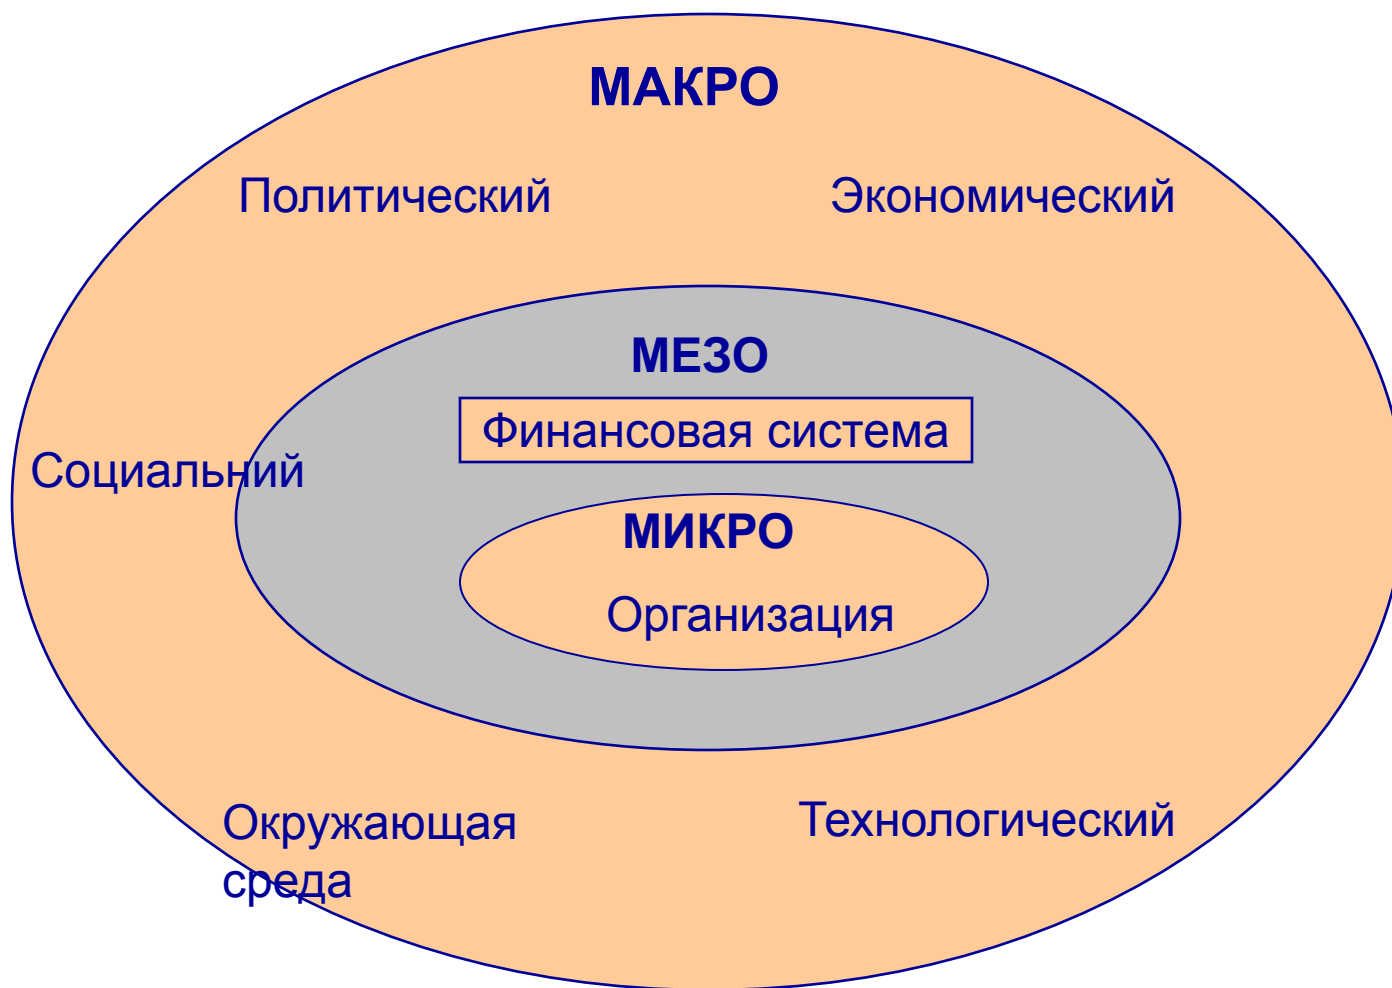 МАКРО
Политический
Экономический
МЕЗО
Финансовая система
Социальний
МИКРО
Организация
Окружающая
среда
Технологический